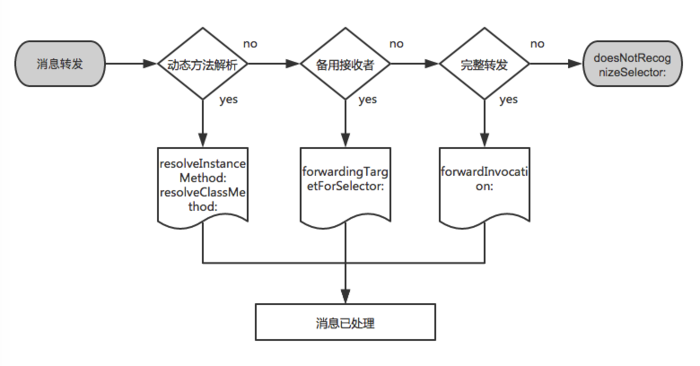 no
no
no
消息转发
动态方法解析
备用接收者
完整转发
doesNotRecog
nizeSelector:
yes
yes
yes
resolveInstance
Method:
resolveClassMe
thod:
forwardingTarg
etForSelector:
forwardInvocati
on:
消息已处理